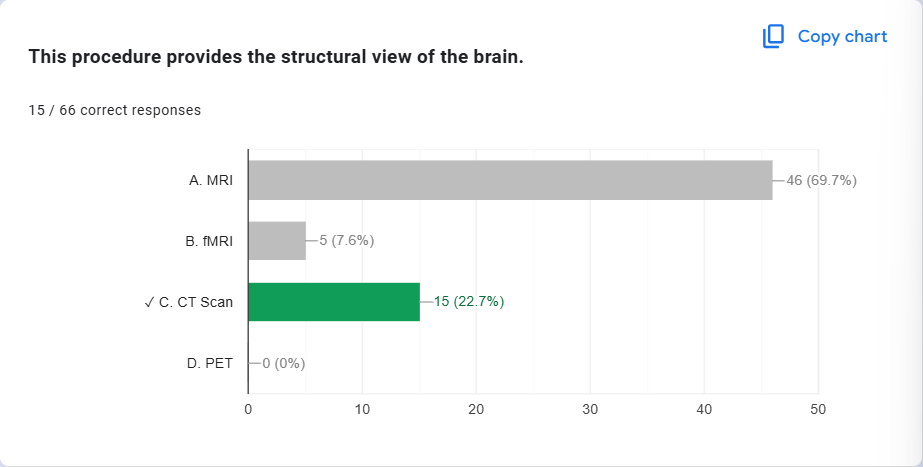 Copy chart
This procedure provides the structural view of the brain.
15 / 66 correct responses
A. MRI
46 (69.7%)
B. fMRI
5 (7.6%)
✓ C. CT Scan
15 (22.7%)
D. PET
0 (0%)
0 10 20 30 40 50